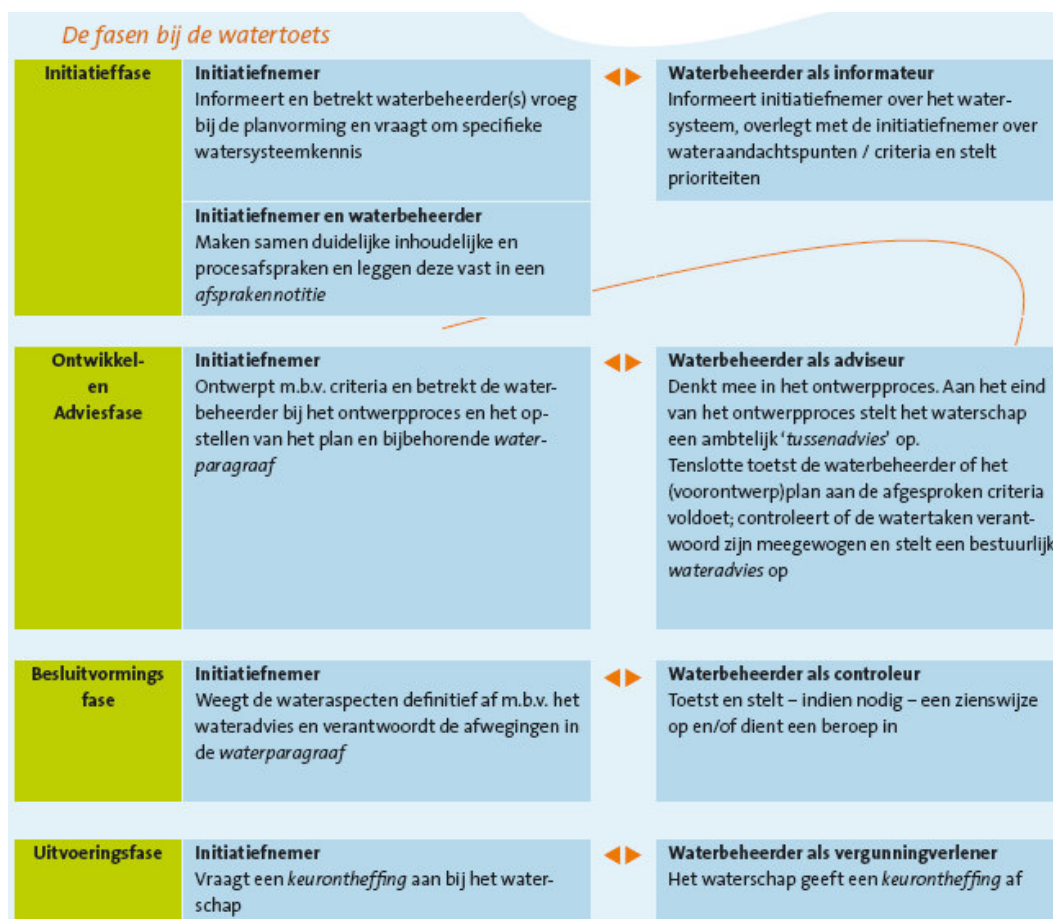 De fasen bij de watertoets
Initiatieffase
Initiatiefnemer
Informeert en betrekt waterbeheerder(s) vroeg
bij de planvorming en vraagt om specifieke
watersysteemkennis
Waterbeheerder als informateur
Informeert initiatiefnemer over het water-
systeem, overlegt met de initiatiefnemer over
wateraandachtspunten / criteria en stelt
prioriteiten
Initiatiefnemer en waterbeheerder
Maken samen duidelijke inhoudelijke en
procesafspraken en leggen deze vast in een
afsprakennotitie
Ontwikkel-
en
Adviesfase
Initiatiefnemer
Ontwerpt m.b.v. criteria en betrekt de water-
beheerder bij het ontwerpproces en het op-
stellen van het plan en bijbehorende water-
paragraaf
Waterbeheerder als adviseur
Denkt mee in het ontwerpproces. Aan het eind
van het ontwerpproces stelt het waterschap
een ambtelijk ‘tussenadvies’ op.
Tenslotte toetst de waterbeheerder of het
(voorontwerp)plan aan de afgesproken criteria
voldoet; controleert of de watertaken verant-
woord zijn meegewogen en stelt een bestuurlijk
wateradvies op
Besluitvormings
fase
Initiatiefnemer
Weegt de wateraspecten definitief af m.b.v. het
wateradvies en verantwoordt de afwegingen in
de waterparagraaf
Waterbeheerder als controleur
Toetst en stelt – indien nodig – een zienswijze
op en/of dient een beroep in
Uitvoeringsfase
Initiatiefnemer
Vraagt een keurontheffing aan bij het water-
schap
Waterbeheerder als vergunningverlener
Het waterschap geeft een keurontheffing af